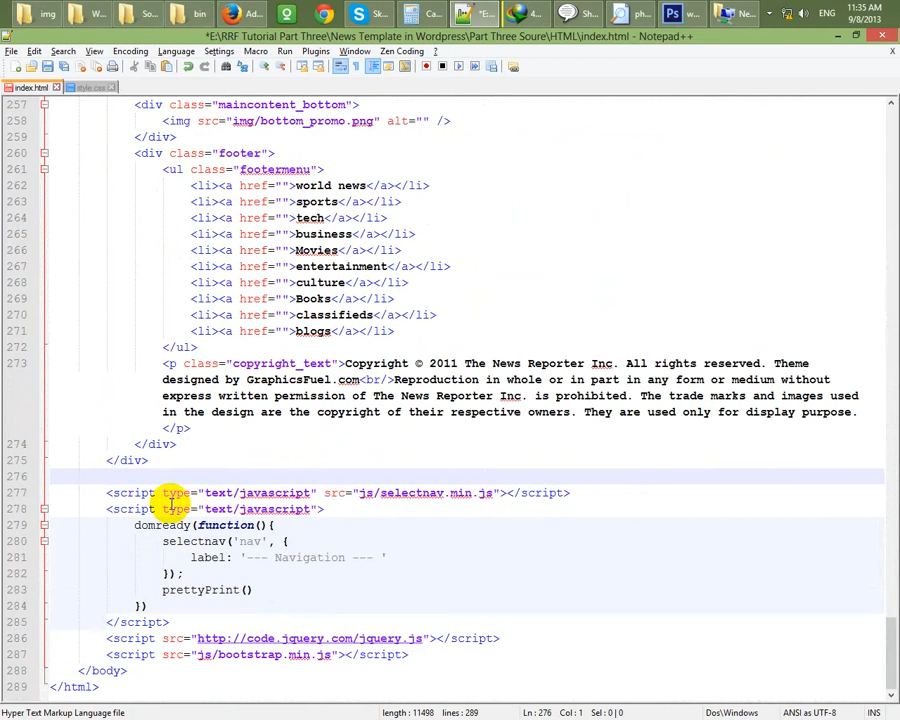 img
W...
So...
bin
Ad...
Sk...
Ca...
*E...
4...
Sh...
ph...
w...
Ne...
ENG
11:35 AM
9/8/2013
*E:\RRF Tutorial Part Three\News Template in Wordpress\Part Three Soure\HTML\index.html - Notepad++
File Edit Search View Encoding Language Settings Macro Run Plugins Window Zen Coding ?
index.html style.css
257 <div class="maincontent_bottom">
258 <img src="img/bottom_promo.png" alt="" />
259 </div>
260 <div class="footer">
261 <ul class="footermenu">
262 <li><a href="">world news</a></li>
263 <li><a href="">sports</a></li>
264 <li><a href="">tech</a></li>
265 <li><a href="">business</a></li>
266 <li><a href="">Movies</a></li>
267 <li><a href="">entertainment</a></li>
268 <li><a href="">culture</a></li>
269 <li><a href="">Books</a></li>
270 <li><a href="">classifieds</a></li>
271 <li><a href="">blogs</a></li>
272 </ul>
273 <p class="copyright_text">Copyright © 2011 The News Reporter Inc. All rights reserved. Theme
designed by GraphicsFuel.com<br/>Reproduction in whole or in part in any form or medium without
express written permission of The News Reporter Inc. is prohibited. The trade marks and images used
in the design are the copyright of their respective owners. They are used only for display purpose.
</p>
274 </div>
275 </div>
276
277 <script type="text/javascript" src="js/selectnav.min.js"></script>
278 <script type="text/javascript">
279 domready(function(){
280 selectnav('nav', {
281 label: '--- Navigation --- '
282 });
283 prettyPrint()
284 })
285 </script>
286 <script src="http://code.jquery.com/jquery.js"></script>
287 <script src="js/bootstrap.min.js"></script>
288 </body>
289 </html>
Hyper Text Markup Language file length : 11498 lines : 289 Ln : 276 Col : 1 Sel : 0 | 0 Dos\Windows ANSI as UTF-8 INS